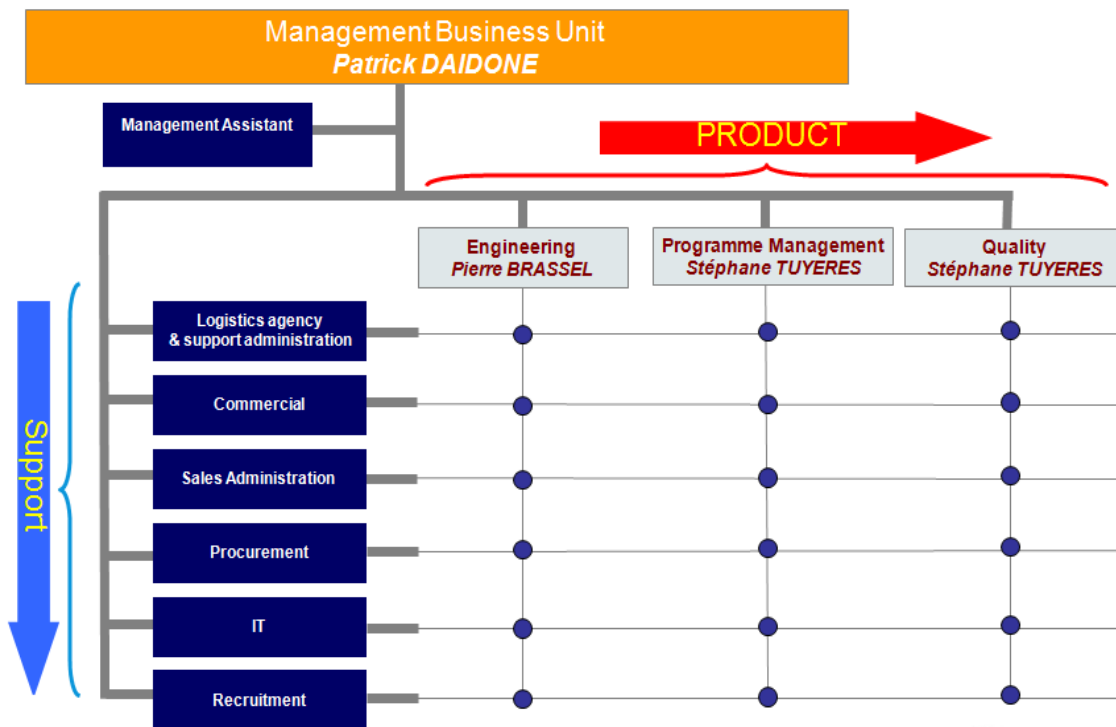 Management Business Unit
Patrick DAIDONE
Management Assistant
PRODUCT
Engineering
Pierre BRASSEL
Programme Management
Stéphane TUYERES
Quality
Stéphane TUYERES
Support
Logistics agency
& support administration
Commercial
Sales Administration
Procurement
IT
Recruitment